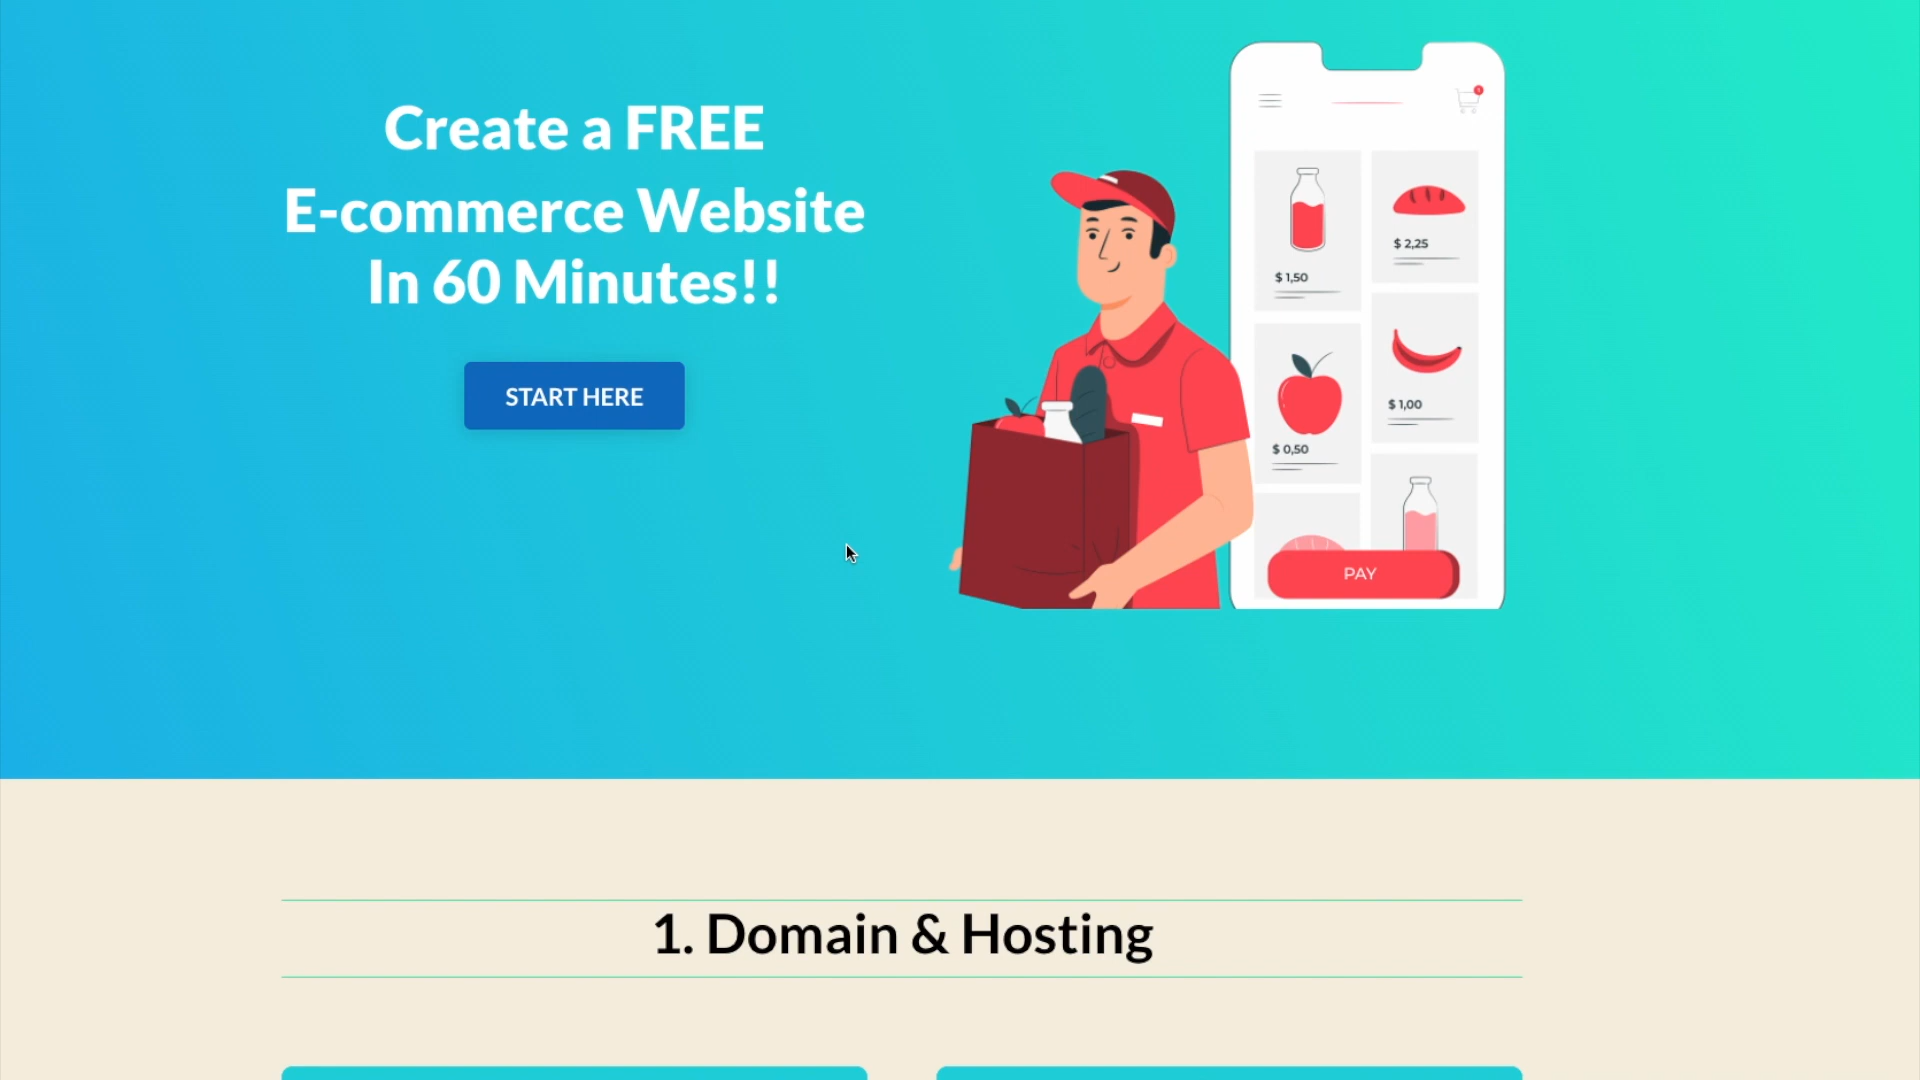 Create a FREE
E-commerce Website
In 60 Minutes!!
START HERE
1
$ 1,50
$ 2,25
$ 0,50
$ 1,00
PAY
1. Domain & Hosting